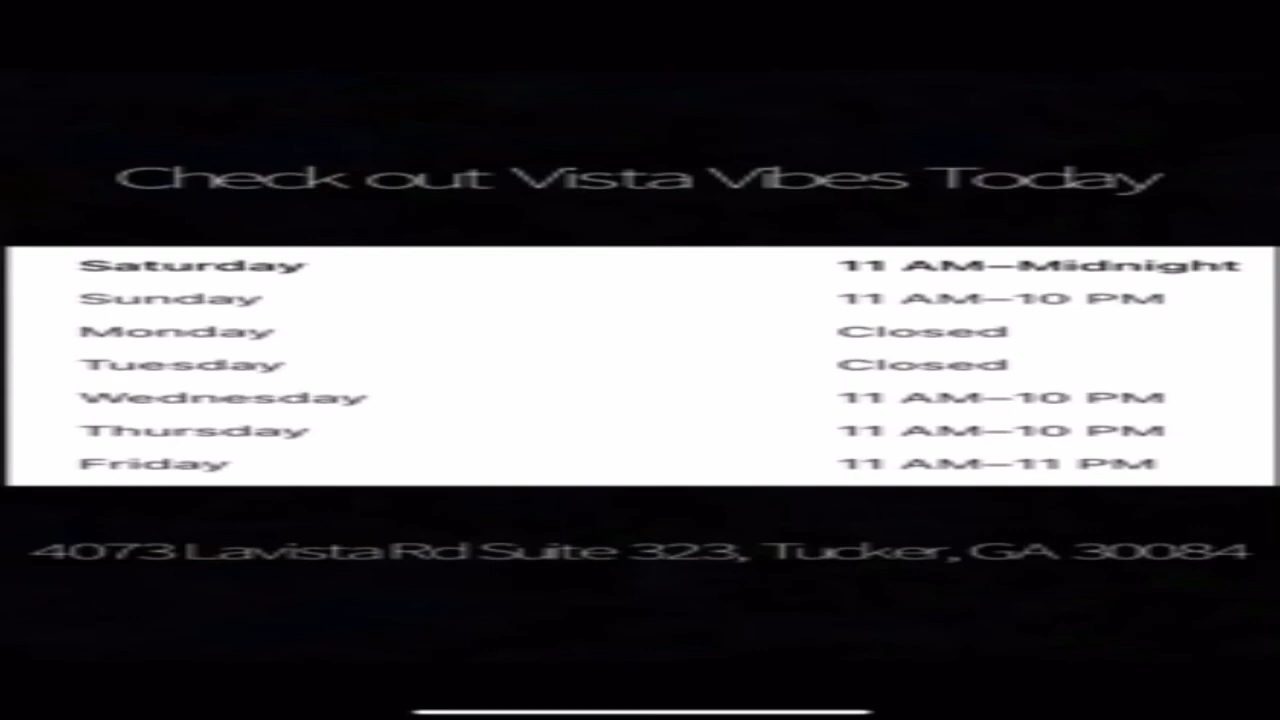 Check out Vista Vibes Today
Saturday 11 AM–Midnight
Sunday 11 AM–10 PM
Monday Closed
Tuesday Closed
Wednesday 11 AM–10 PM
Thursday 11 AM–10 PM
Friday 11 AM–11 PM
4073 Lavista Rd Suite 323, Tucker, GA 30084